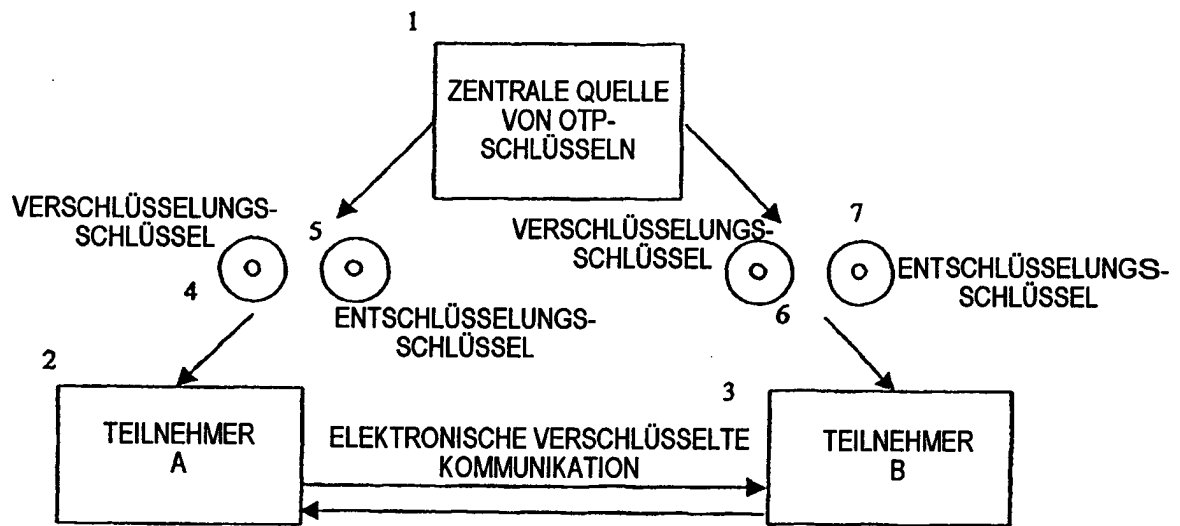 1
ZENTRALE QUELLE
VON OTP-
SCHLÜSSELN
VERSCHLÜSSELUNGS-
SCHLÜSSEL
4
5
ENTSCHLÜSSELUNGS-
SCHLÜSSEL
VERSCHLÜSSELUNGS-
SCHLÜSSEL
6
7
ENTSCHLÜSSELUNGS-
SCHLÜSSEL
2
TEILNEHMER
A
ELEKTRONISCHE VERSCHLÜSSELTE
KOMMUNIKATION
3
TEILNEHMER
B